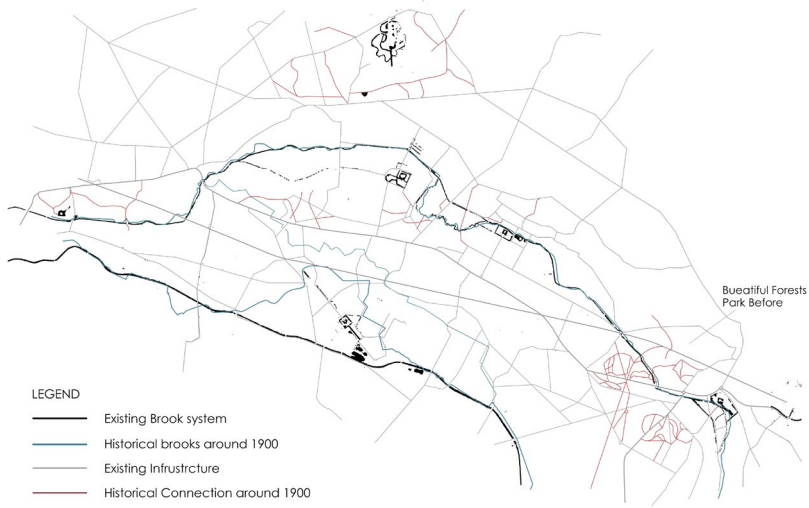 Bueatiful Forests
Park Before
LEGEND
Existing Brook system
Historical brooks around 1900
Existing Infrustrcture
Historical Connection around 1900